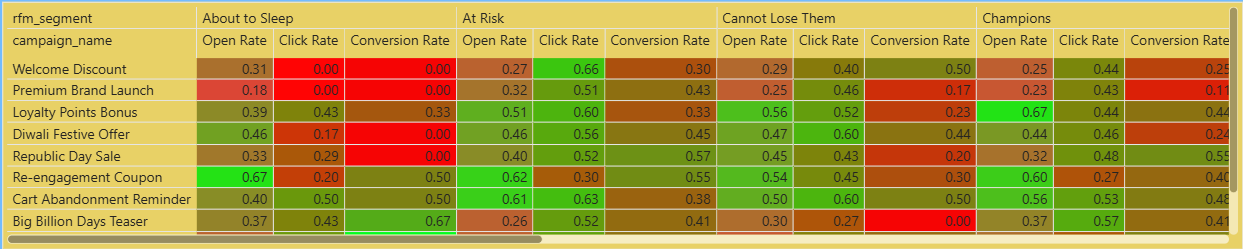 rfm_segment About to Sleep At Risk Cannot Lose Them Champions
campaign_name Open Rate Click Rate Conversion Rate Open Rate Click Rate Conversion Rate Open Rate Click Rate Conversion Rate Open Rate Click Rate Conversion Rate
Welcome Discount 0.31 0.00 0.00 0.27 0.66 0.30 0.29 0.40 0.50 0.25 0.44 0.25
Premium Brand Launch 0.18 0.00 0.00 0.32 0.51 0.43 0.25 0.46 0.17 0.23 0.43 0.11
Loyalty Points Bonus 0.39 0.43 0.33 0.51 0.60 0.33 0.56 0.52 0.23 0.67 0.44 0.44
Diwali Festive Offer 0.46 0.17 0.00 0.46 0.56 0.45 0.47 0.60 0.44 0.44 0.46 0.24
Republic Day Sale 0.33 0.29 0.00 0.40 0.52 0.57 0.45 0.43 0.20 0.32 0.48 0.55
Re-engagement Coupon 0.67 0.20 0.50 0.62 0.30 0.55 0.54 0.45 0.30 0.60 0.27 0.40
Cart Abandonment Reminder 0.40 0.50 0.50 0.61 0.63 0.38 0.50 0.60 0.50 0.56 0.53 0.48
Big Billion Days Teaser 0.37 0.43 0.67 0.26 0.52 0.41 0.30 0.27 0.00 0.37 0.57 0.41